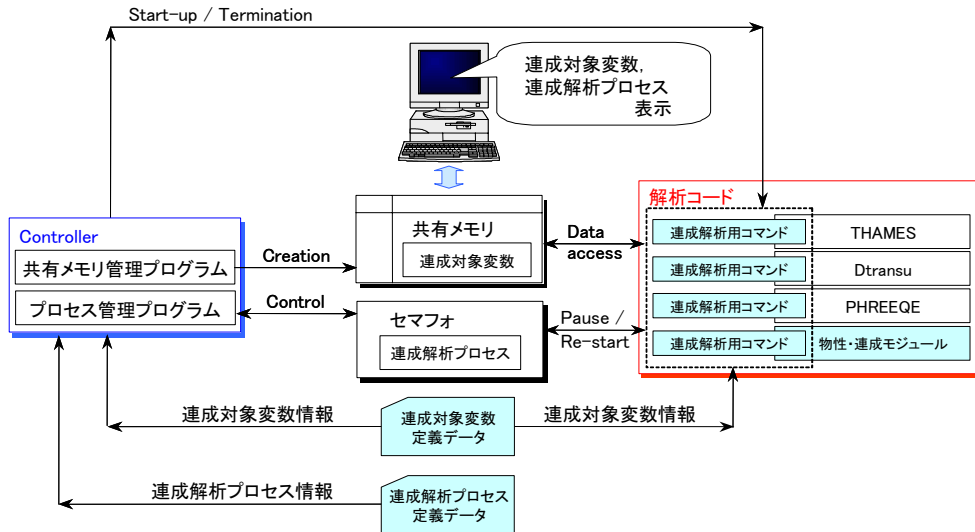 Start-up / Termination
連成対象変数,
連成解析プロセス
表示
解析コード
Controller
共有メモリ管理プログラム
プロセス管理プログラム
Creation
Control
共有メモリ
連成対象変数
セマフォ
連成解析プロセス
Data
access
Pause /
Re-start
連成解析用コマンド
THAMES
連成解析用コマンド
Dtransu
連成解析用コマンド
PHREEQE
連成解析用コマンド
物性・連成モジュール
連成対象変数情報
連成対象変数
定義データ
連成対象変数情報
連成解析プロセス情報
連成解析プロセス
定義データ